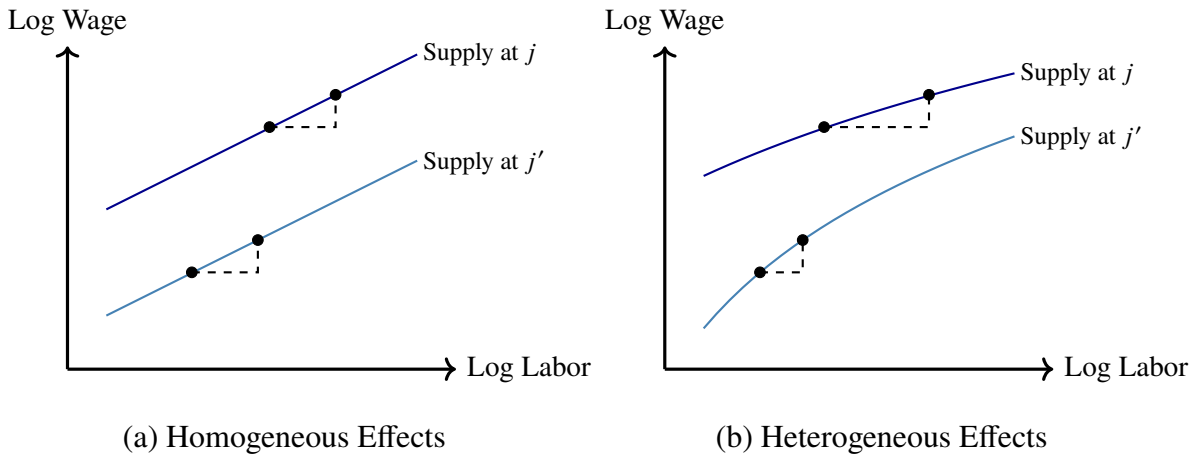 Log Wage
Supply at j
Supply at j′
Log Labor
(a) Homogeneous Effects
Log Wage
Supply at j
Supply at j′
Log Labor
(b) Heterogeneous Effects